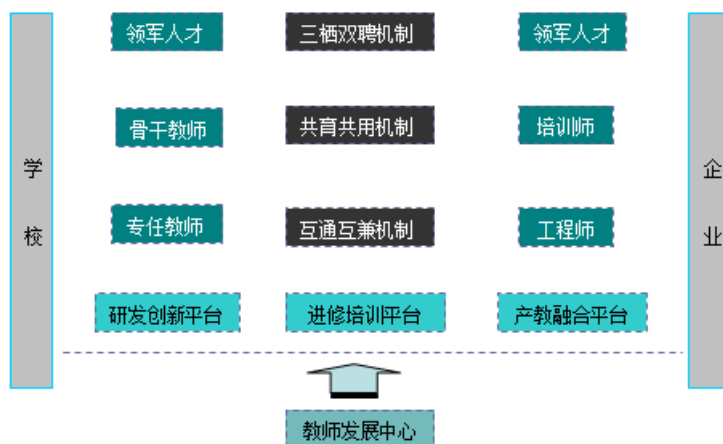 领军人才
三栖双聘机制
领军人才
骨干教师
共育共用机制
培训师
学校
企业
专任教师
互通互兼机制
工程师
研发创新平台
进修培训平台
产教融合平台
教师发展中心